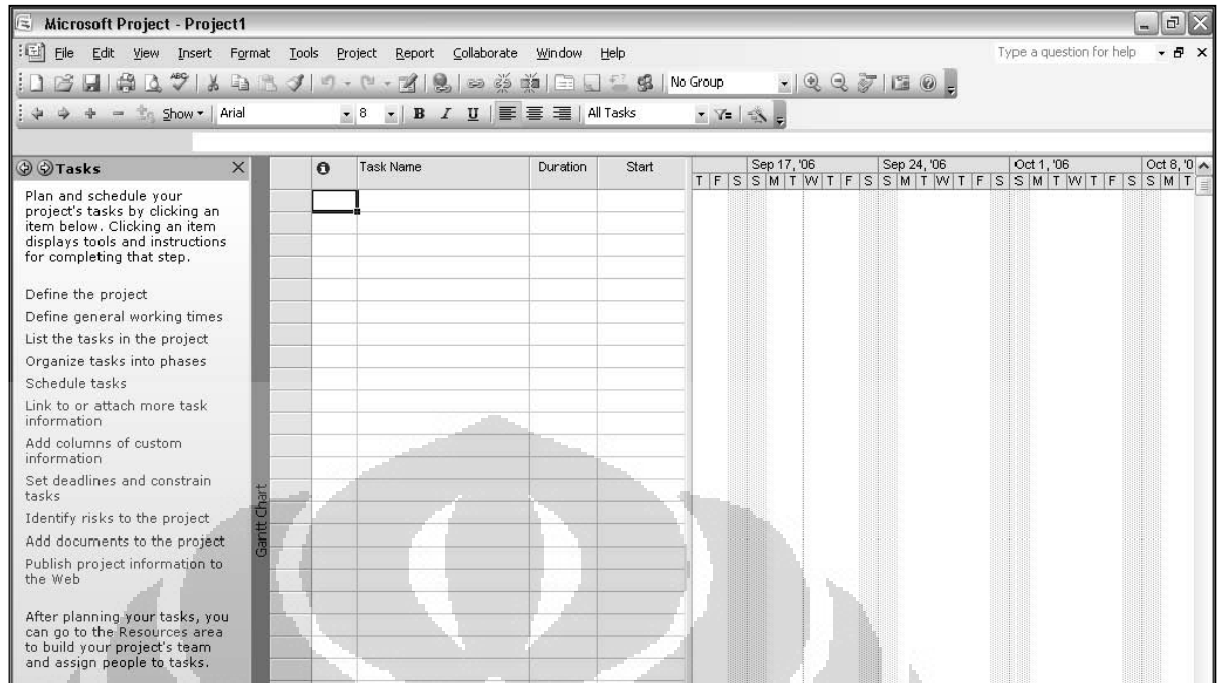 Microsoft Project - Project1
File Edit View Insert Format Tools Project Report Collaborate Window Help Type a question for help
No Group
Show Arial 8 B I U All Tasks
Tasks
Task Name Duration Start
Sep 17, '06 Sep 24, '06 Oct 1, '06 Oct 8, '0
T F S S M T W T F S S M T W T F S S M T W T F S S M T
Plan and schedule your
project's tasks by clicking an
item below. Clicking an item
displays tools and instructions
for completing that step.
Define the project
Define general working times
List the tasks in the project
Organize tasks into phases
Schedule tasks
Link to or attach more task
information
Add columns of custom
information
Set deadlines and constrain
tasks
Identify risks to the project
Add documents to the project
Publish project information to
the Web
After planning your tasks, you
can go to the Resources area
to build your project's team
and assign people to tasks.
Gantt Chart